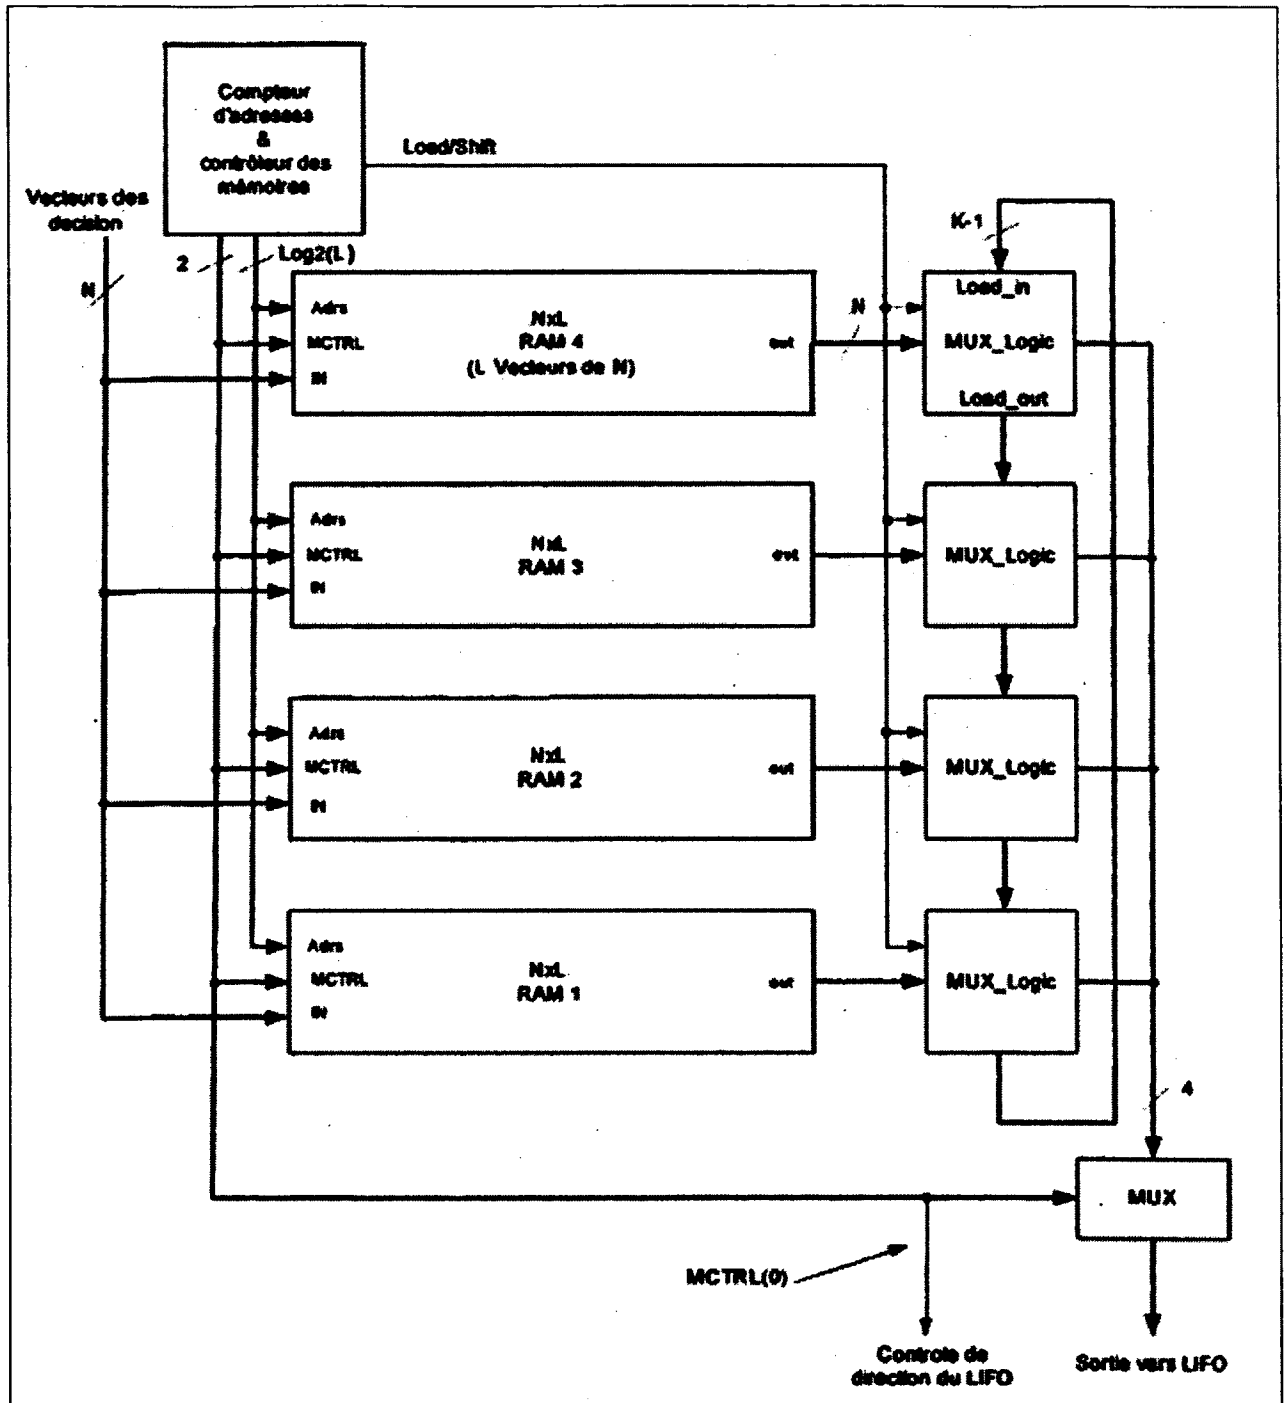 Compteur
d'adresses
&
contrôleur des
mémoires
Load/Shift
Vecteurs des
decision
N
2
Log2(L)
K-1
Adrs
MCTRL
IN
NxL
RAM 4
(L Vecteurs de N)
out
N
Load_in
MUX_Logic
Load_out
Adrs
MCTRL
IN
NxL
RAM 3
out
MUX_Logic
Adrs
MCTRL
IN
NxL
RAM 2
out
MUX_Logic
Adrs
MCTRL
IN
NxL
RAM 1
out
MUX_Logic
4
MUX
MCTRL(0)
Controle de
direction du LIFO
Sortie vers LIFO